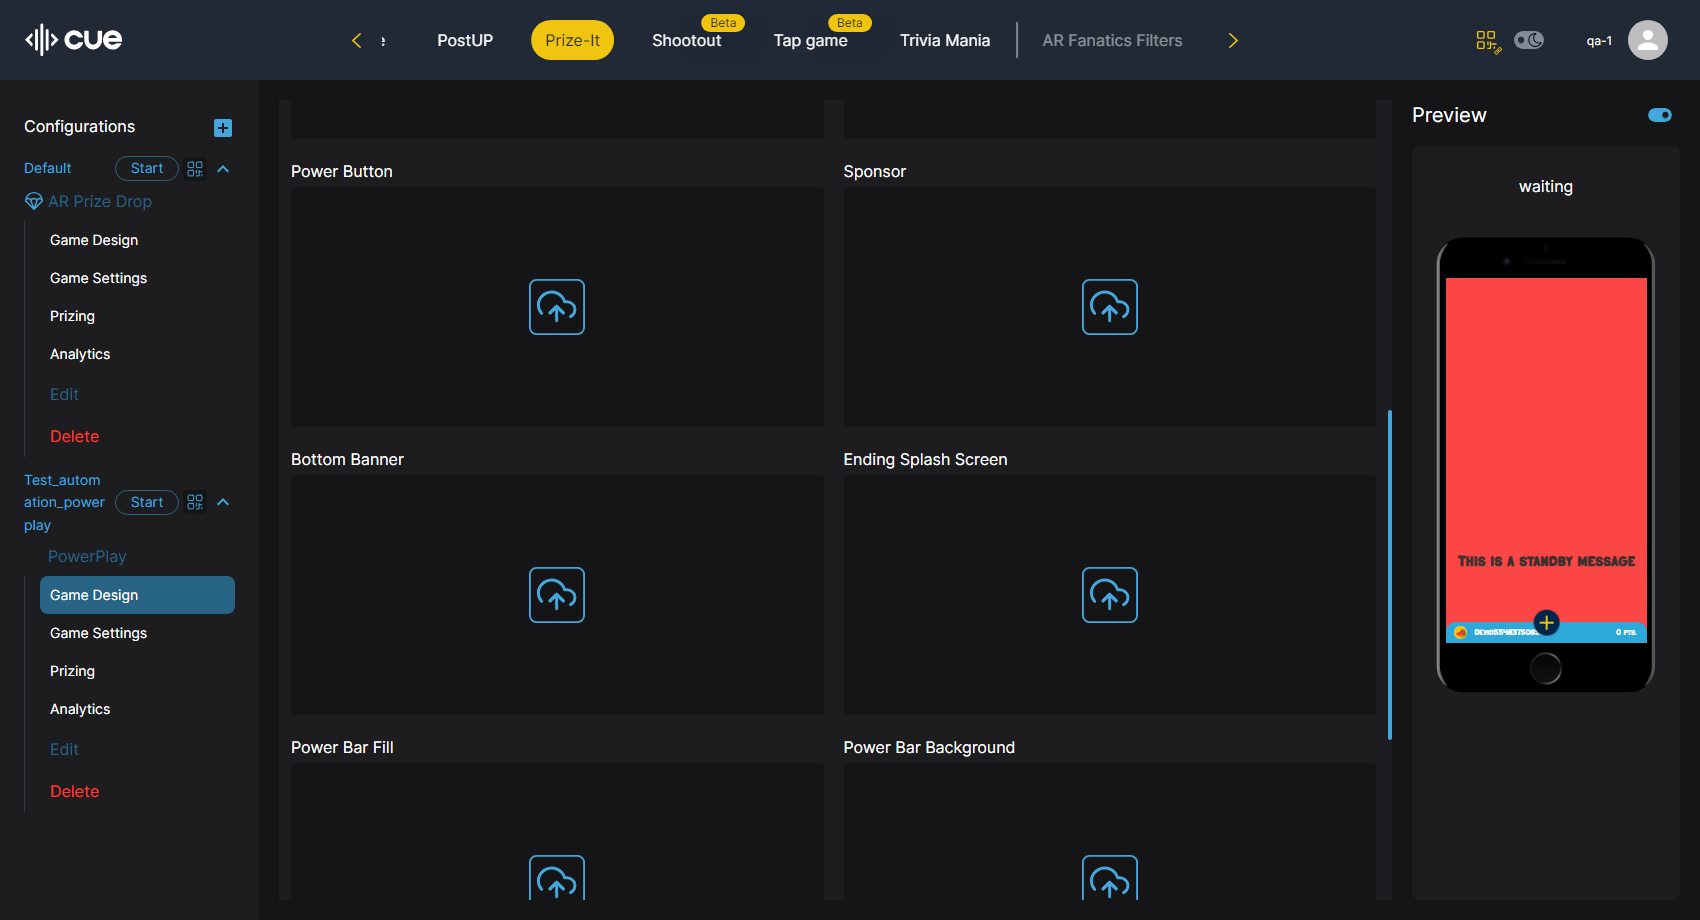 cue
PostUP
Prize-It
Shootout
Beta
Tap game
Beta
Trivia Mania
AR Fanatics Filters
qa-1
Configurations
Default
Start
AR Prize Drop
Game Design
Game Settings
Prizing
Analytics
Edit
Delete
Test_autom
ation_power
play
Start
PowerPlay
Game Design
Game Settings
Prizing
Analytics
Edit
Delete
Power Button
Sponsor
Bottom Banner
Ending Splash Screen
Power Bar Fill
Power Bar Background
Preview
waiting
This is a standby message
0 pts.